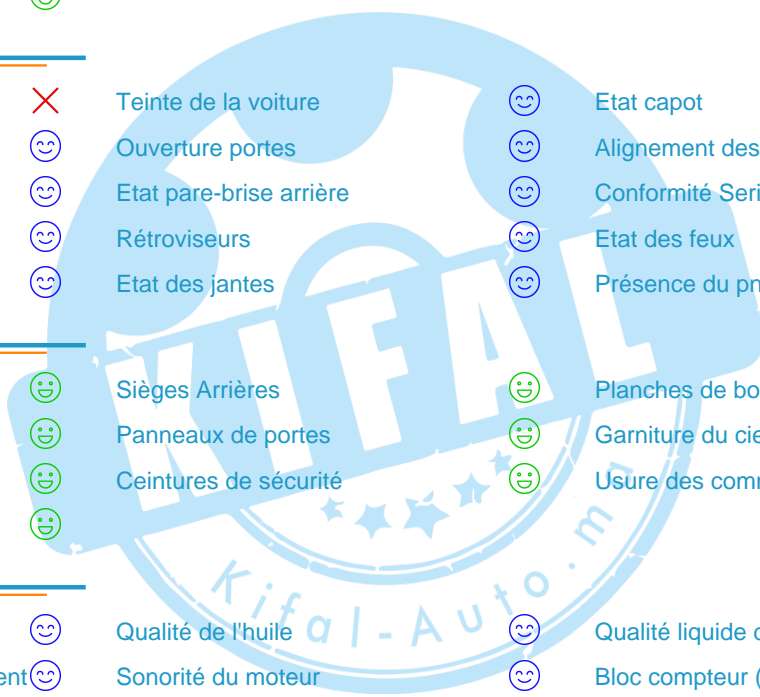 Teinte de la voiture Etat capot
Ouverture portes Alignement des
Etat pare-brise arrière Conformité Seri
Rétroviseurs Etat des feux
Etat des jantes Présence du pn
KIFAL
Sièges Arrières Planches de bo
Panneaux de portes Garniture du cie
Ceintures de sécurité Usure des com
Kifal-Auto.m
Qualité de l'huile Qualité liquide
ent Sonorité du moteur Bloc compteur (